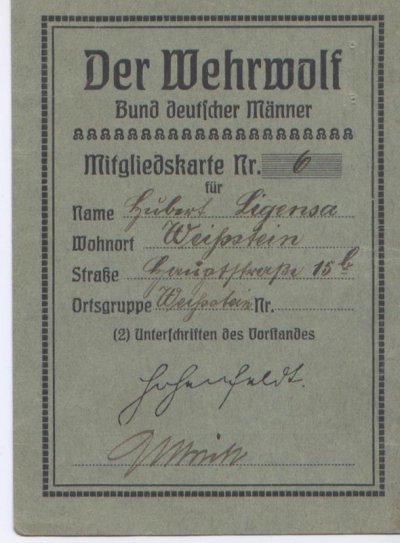 Der Wehrwolf
Bund deutscher Männer
Mitgliedskarte Nr. 6
für
Name Hubert Ligensa
Wohnort Weißstein
Straße Hauptstraße 15b
Ortsgruppe Weißstein Nr.
(2) Unterschriften des Vorstandes
Hohenfeldt.